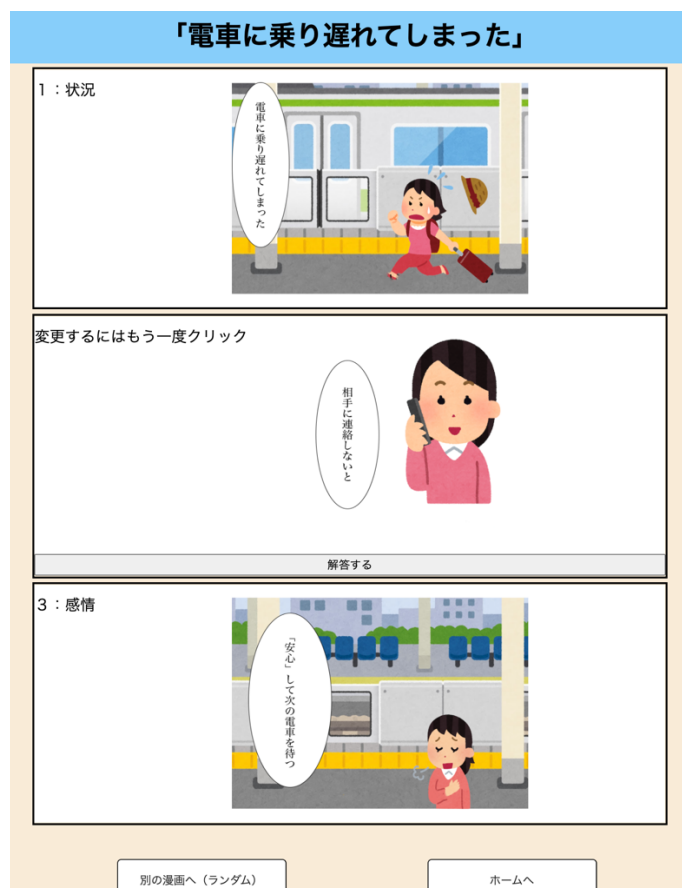 「電車に乗り遅れてしまった」
1：状況
電車に乗り遅れてしまった
変更するにはもう一度クリック
相手に連絡しないと
解答する
3：感情
「安心」して次の電車を待つ
別の漫画へ（ランダム）
ホームへ